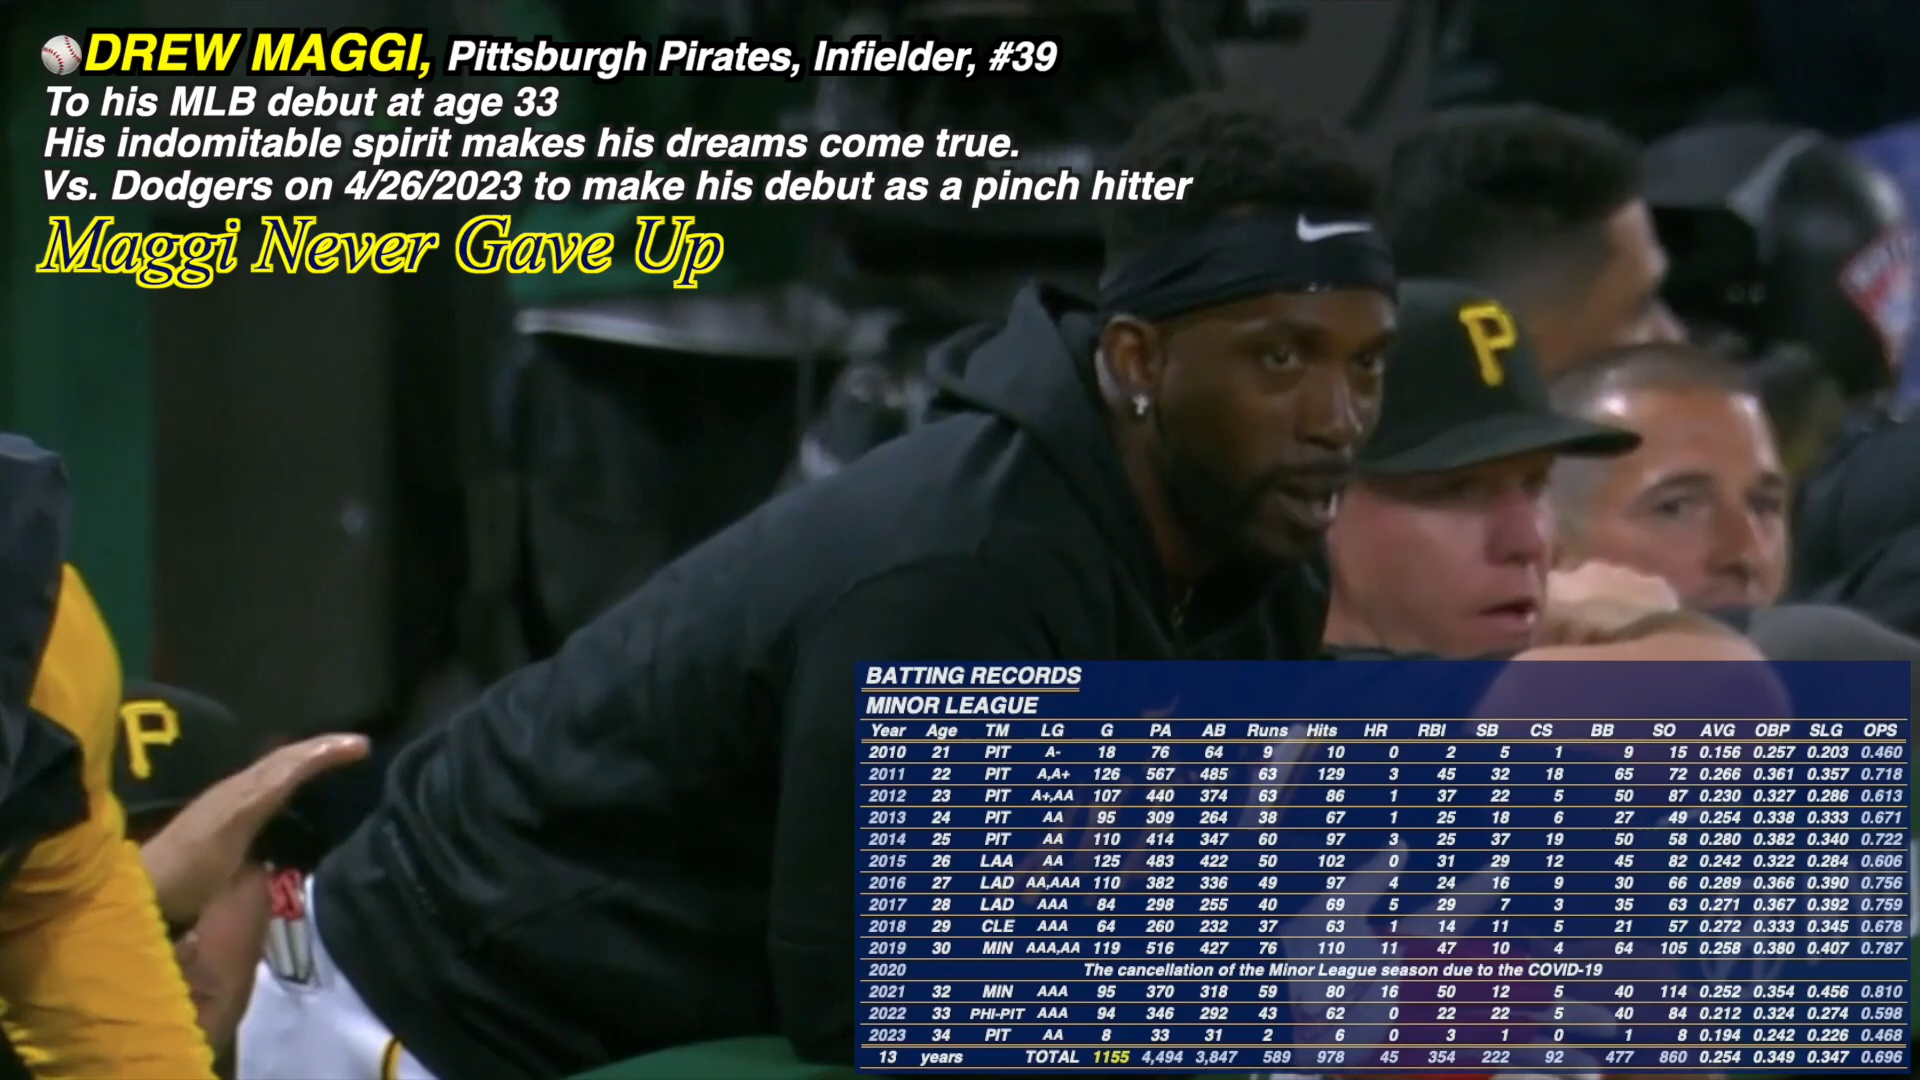 DREW MAGGI, Pittsburgh Pirates, Infielder, #39
To his MLB debut at age 33
His indomitable spirit makes his dreams come true.
Vs. Dodgers on 4/26/2023 to make his debut as a pinch hitter
Maggi Never Gave Up
P
P
BATTING RECORDS
MINOR LEAGUE
Year Age TM LG G PA AB Runs Hits HR RBI SB CS BB SO AVG OBP SLG OPS
2010 21 PIT A- 18 76 64 9 10 0 2 5 1 9 15 0.156 0.257 0.203 0.460
2011 22 PIT A,A+ 126 567 485 63 129 3 45 32 18 65 72 0.266 0.361 0.357 0.718
2012 23 PIT A+,AA 107 440 374 63 86 1 37 22 5 50 87 0.230 0.327 0.286 0.613
2013 24 PIT AA 95 309 264 38 67 1 25 18 6 27 49 0.254 0.338 0.333 0.671
2014 25 PIT AA 110 414 347 60 97 3 25 37 19 50 58 0.280 0.382 0.340 0.722
2015 26 LAA AA 125 483 422 50 102 0 31 29 12 45 82 0.242 0.322 0.284 0.606
2016 27 LAD AA,AAA 110 382 336 49 97 4 24 16 9 30 66 0.289 0.366 0.390 0.756
2017 28 LAD AAA 84 298 255 40 69 5 29 7 3 35 63 0.271 0.367 0.392 0.759
2018 29 CLE AAA 64 260 232 37 63 1 14 11 5 21 57 0.272 0.333 0.345 0.678
2019 30 MIN AAA,AA 119 516 427 76 110 11 47 10 4 64 105 0.258 0.380 0.407 0.787
2020 The cancellation of the Minor League season due to the COVID-19
2021 32 MIN AAA 95 370 318 59 80 16 50 12 5 40 114 0.252 0.354 0.456 0.810
2022 33 PHI-PIT AAA 94 346 292 43 62 0 22 22 5 40 84 0.212 0.324 0.274 0.598
2023 34 PIT AA 8 33 31 2 6 0 3 1 0 1 8 0.194 0.242 0.226 0.468
13 years TOTAL 1155 4,494 3,847 589 978 45 354 222 92 477 860 0.254 0.349 0.347 0.696